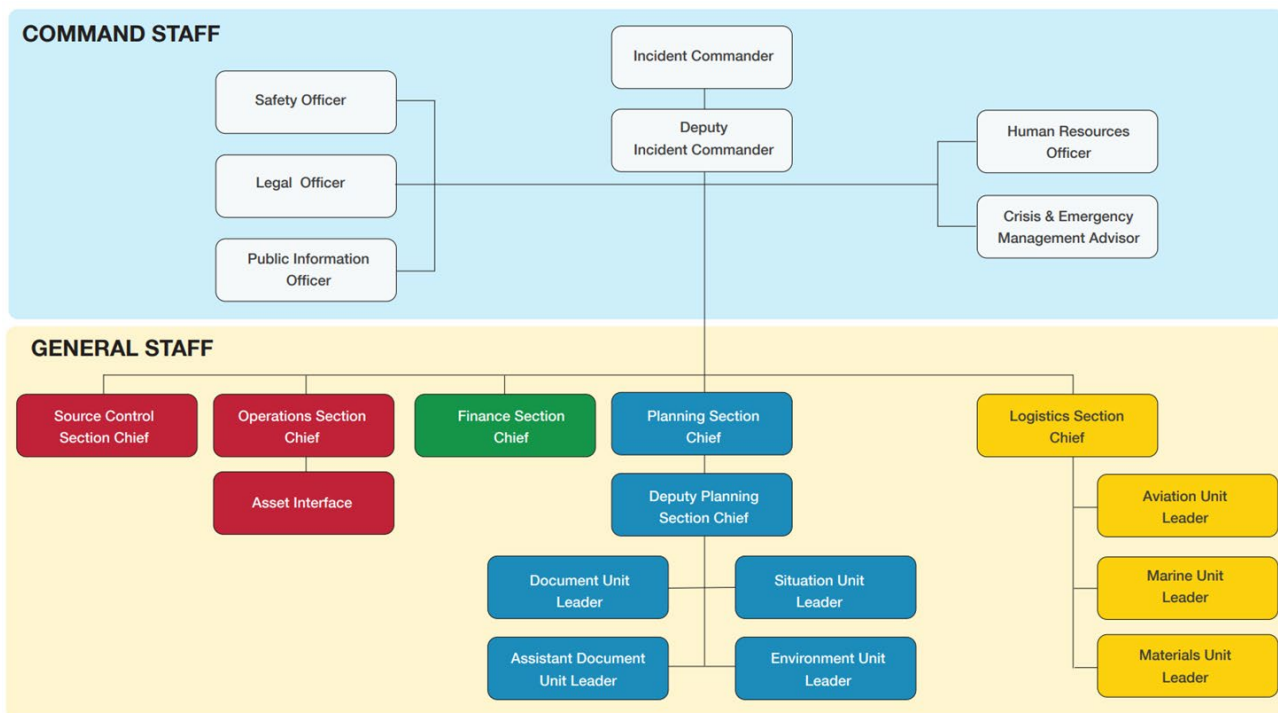 COMMAND STAFF
Incident Commander
Safety Officer
Deputy
Incident Commander
Human Resources
Officer
Legal Officer
Crisis & Emergency
Management Advisor
Public Information
Officer
GENERAL STAFF
Source Control
Section Chief
Operations Section
Chief
Finance Section
Chief
Planning Section
Chief
Logistics Section
Chief
Asset Interface
Deputy Planning
Section Chief
Aviation Unit
Leader
Document Unit
Leader
Situation Unit
Leader
Marine Unit
Leader
Assistant Document
Unit Leader
Environment Unit
Leader
Materials Unit
Leader